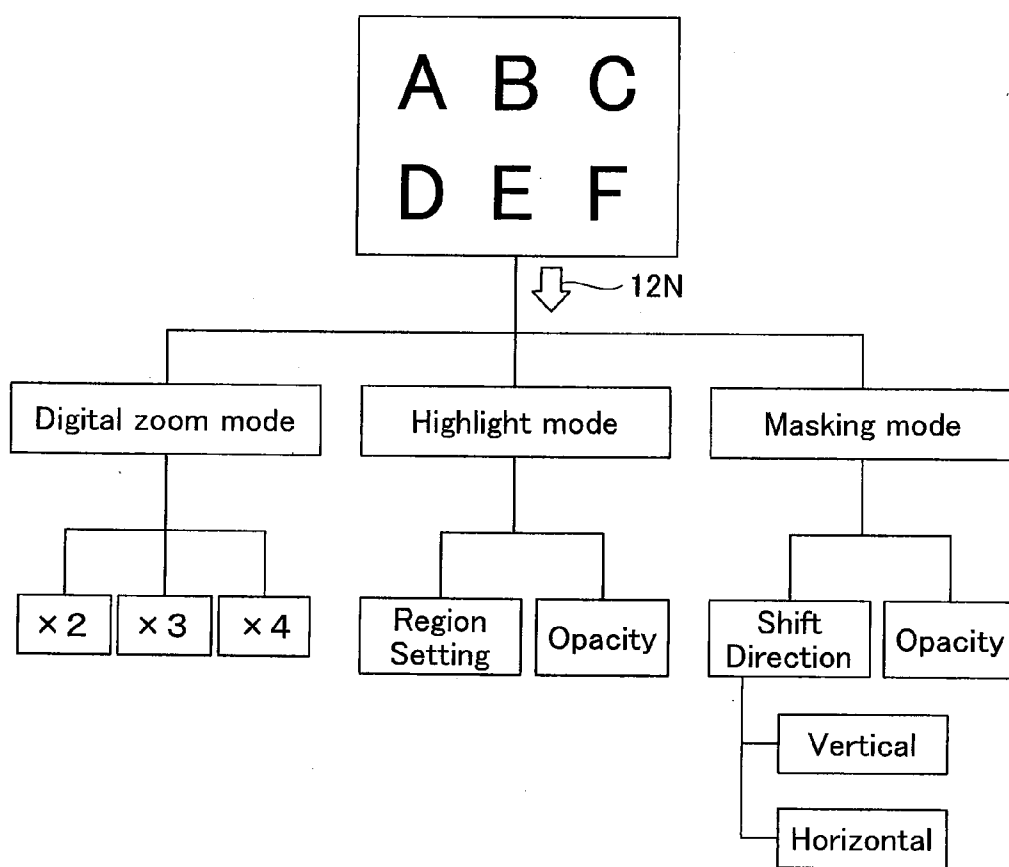 A B C
D E F
12N
Digital zoom mode
Highlight mode
Masking mode
×2
×3
×4
Region
Setting
Opacity
Shift
Direction
Opacity
Vertical
Horizontal